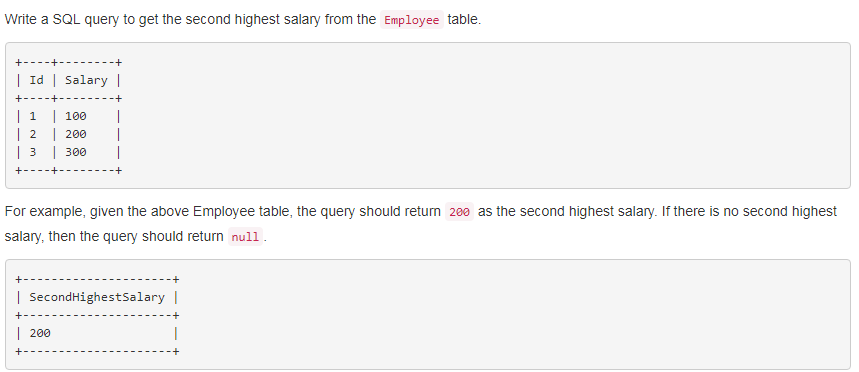 Write a SQL query to get the second highest salary from the Employee table.
+----+--------+
| Id | Salary |
+----+--------+
| 1  | 100    |
| 2  | 200    |
| 3  | 300    |
+----+--------+
For example, given the above Employee table, the query should return 200 as the second highest salary. If there is no second highest
salary, then the query should return null.
+---------------------+
| SecondHighestSalary |
+---------------------+
| 200                 |
+---------------------+